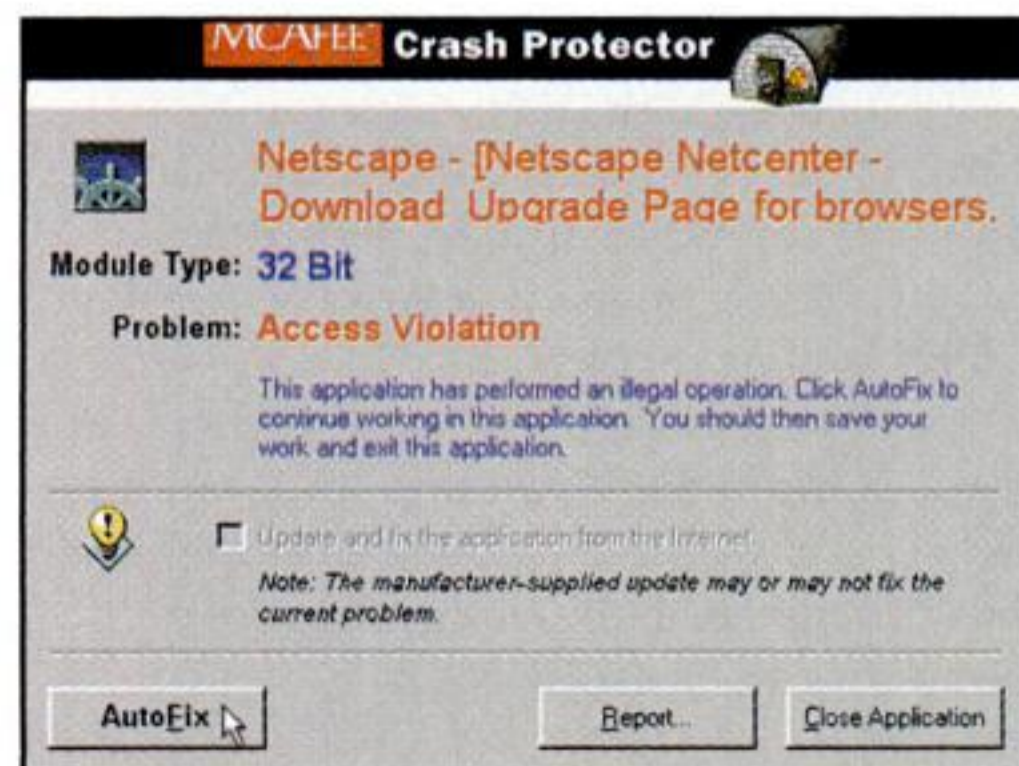 MCAFEE Crash Protector
Netscape - [Netscape Netcenter -
Download Upgrade Page for browsers.
Module Type: 32 Bit
Problem: Access Violation
This application has performed an illegal operation. Click AutoFix to
continue working in this application. You should then save your
work and exit this application.
Update and fix the application from the Internet.
Note: The manufacturer-supplied update may or may not fix the
current problem.
AutoFix
Report...
Close Application